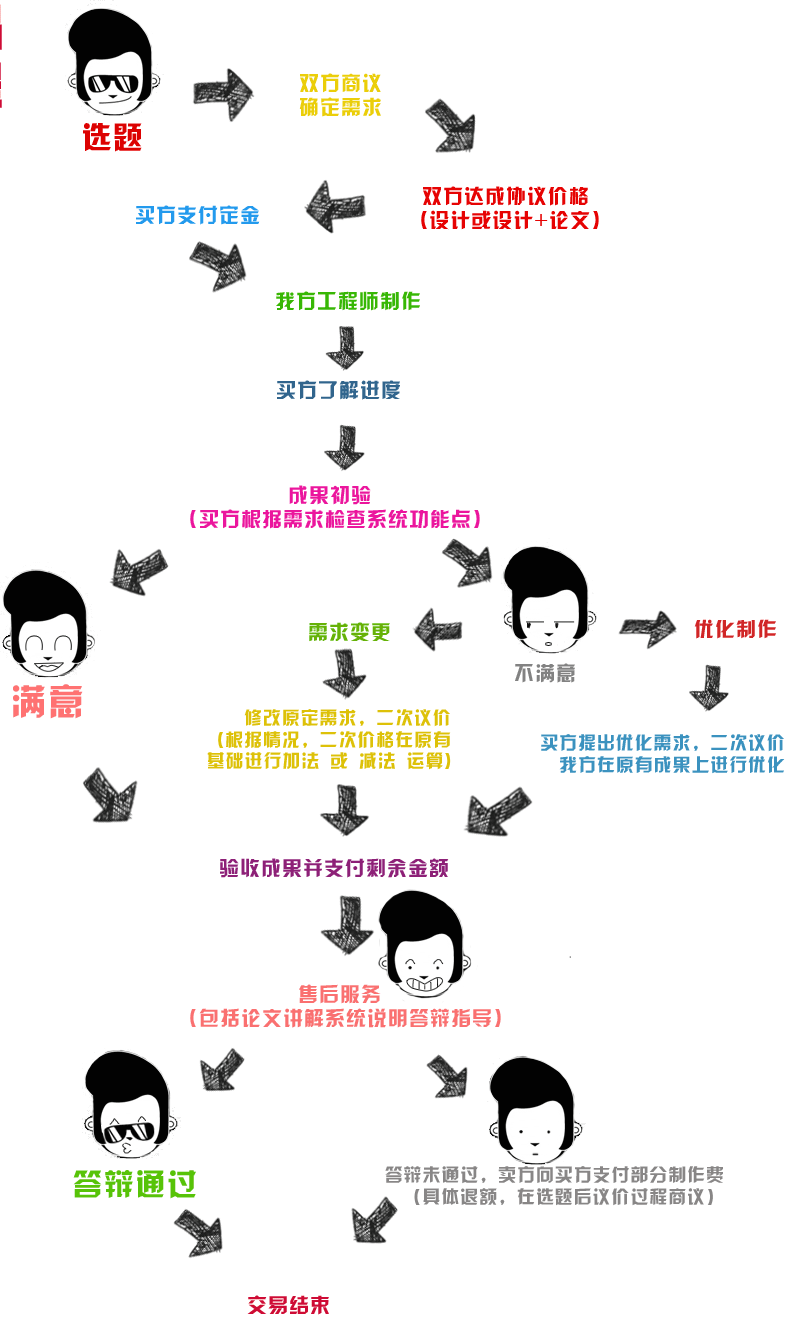 选题
双方商议
确定需求
双方达成协议价格
（设计或设计+论文）
买方支付定金
我方工程师制作
买方了解进度
成果初验
（买方根据需求检查系统功能点）
满意
需求变更
不满意
优化制作
修改原定需求，二次议价
（根据情况，二次价格在原有
基础进行加法 或 减法 运算）
买方提出优化需求，二次议价
我方在原有成果上进行优化
验收成果并支付剩余金额
售后服务
（包括论文讲解系统说明答辩指导）
答辩通过
答辩未通过，卖方向买方支付部分制作费
（具体退额，在选题后议价过程商议）
交易结束